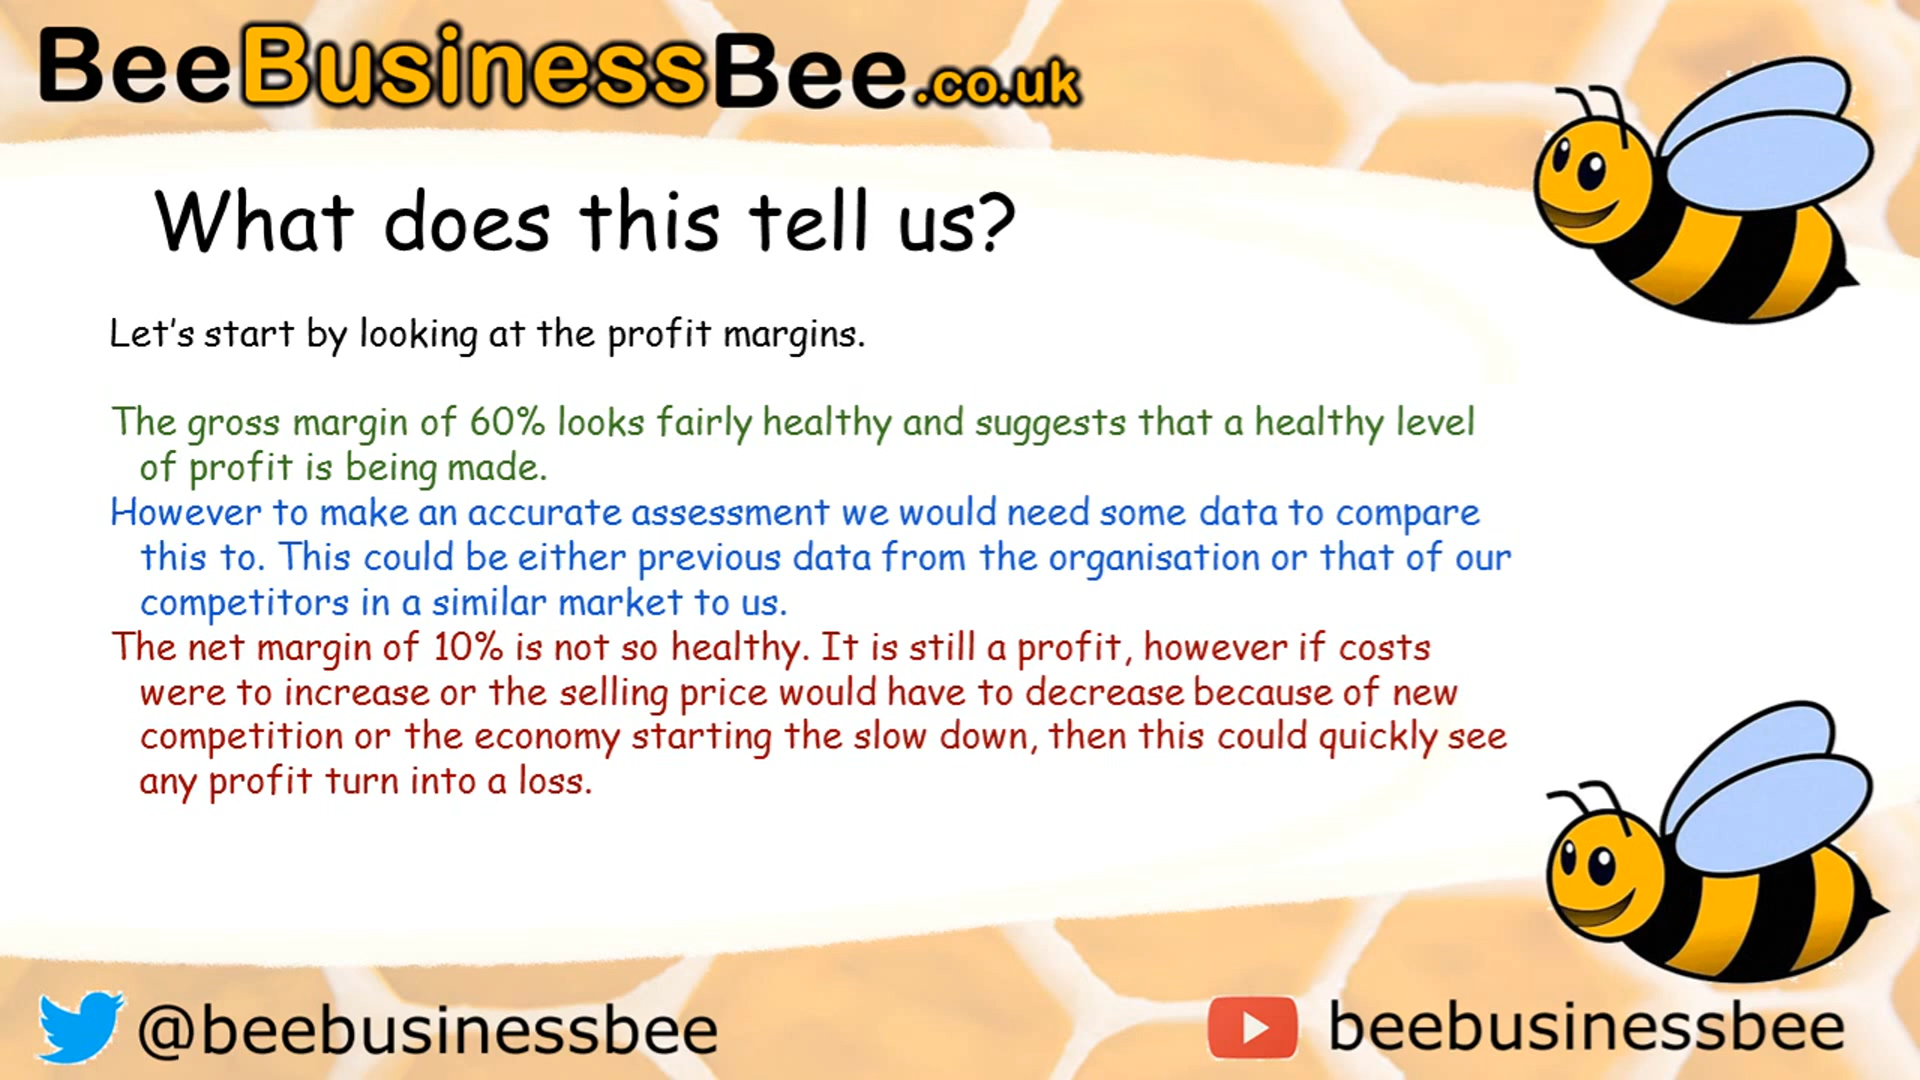 BeeBusinessBee.co.uk
What does this tell us?
Let's start by looking at the profit margins.
The gross margin of 60% looks fairly healthy and suggests that a healthy level
of profit is being made.
However to make an accurate assessment we would need some data to compare
this to. This could be either previous data from the organisation or that of our
competitors in a similar market to us.
The net margin of 10% is not so healthy. It is still a profit, however if costs
were to increase or the selling price would have to decrease because of new
competition or the economy starting the slow down, then this could quickly see
any profit turn into a loss.
@beebusinessbee
beebusinessbee